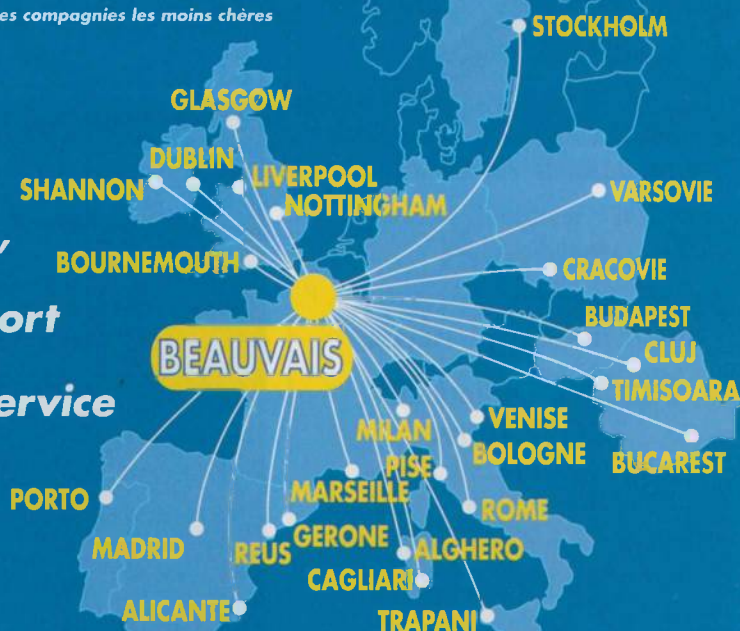 es compagnies les moins chères
STOCKHOLM
GLASGOW
DUBLIN
LIVERPOOL
SHANNON
NOTTINGHAM
VARSOVIE
BOURNEMOUTH
CRACOVIE
ort
BUDAPEST
BEAUVAIS
CLUJ
TIMISOARA
ervice
MILAN
VENISE
BOLOGNE
PISE
BUCAREST
MARSEILLE
PORTO
ROME
MADRID
REUS
GERONE
ALGHERO
CAGLIARI
ALICANTE
TRAPANI